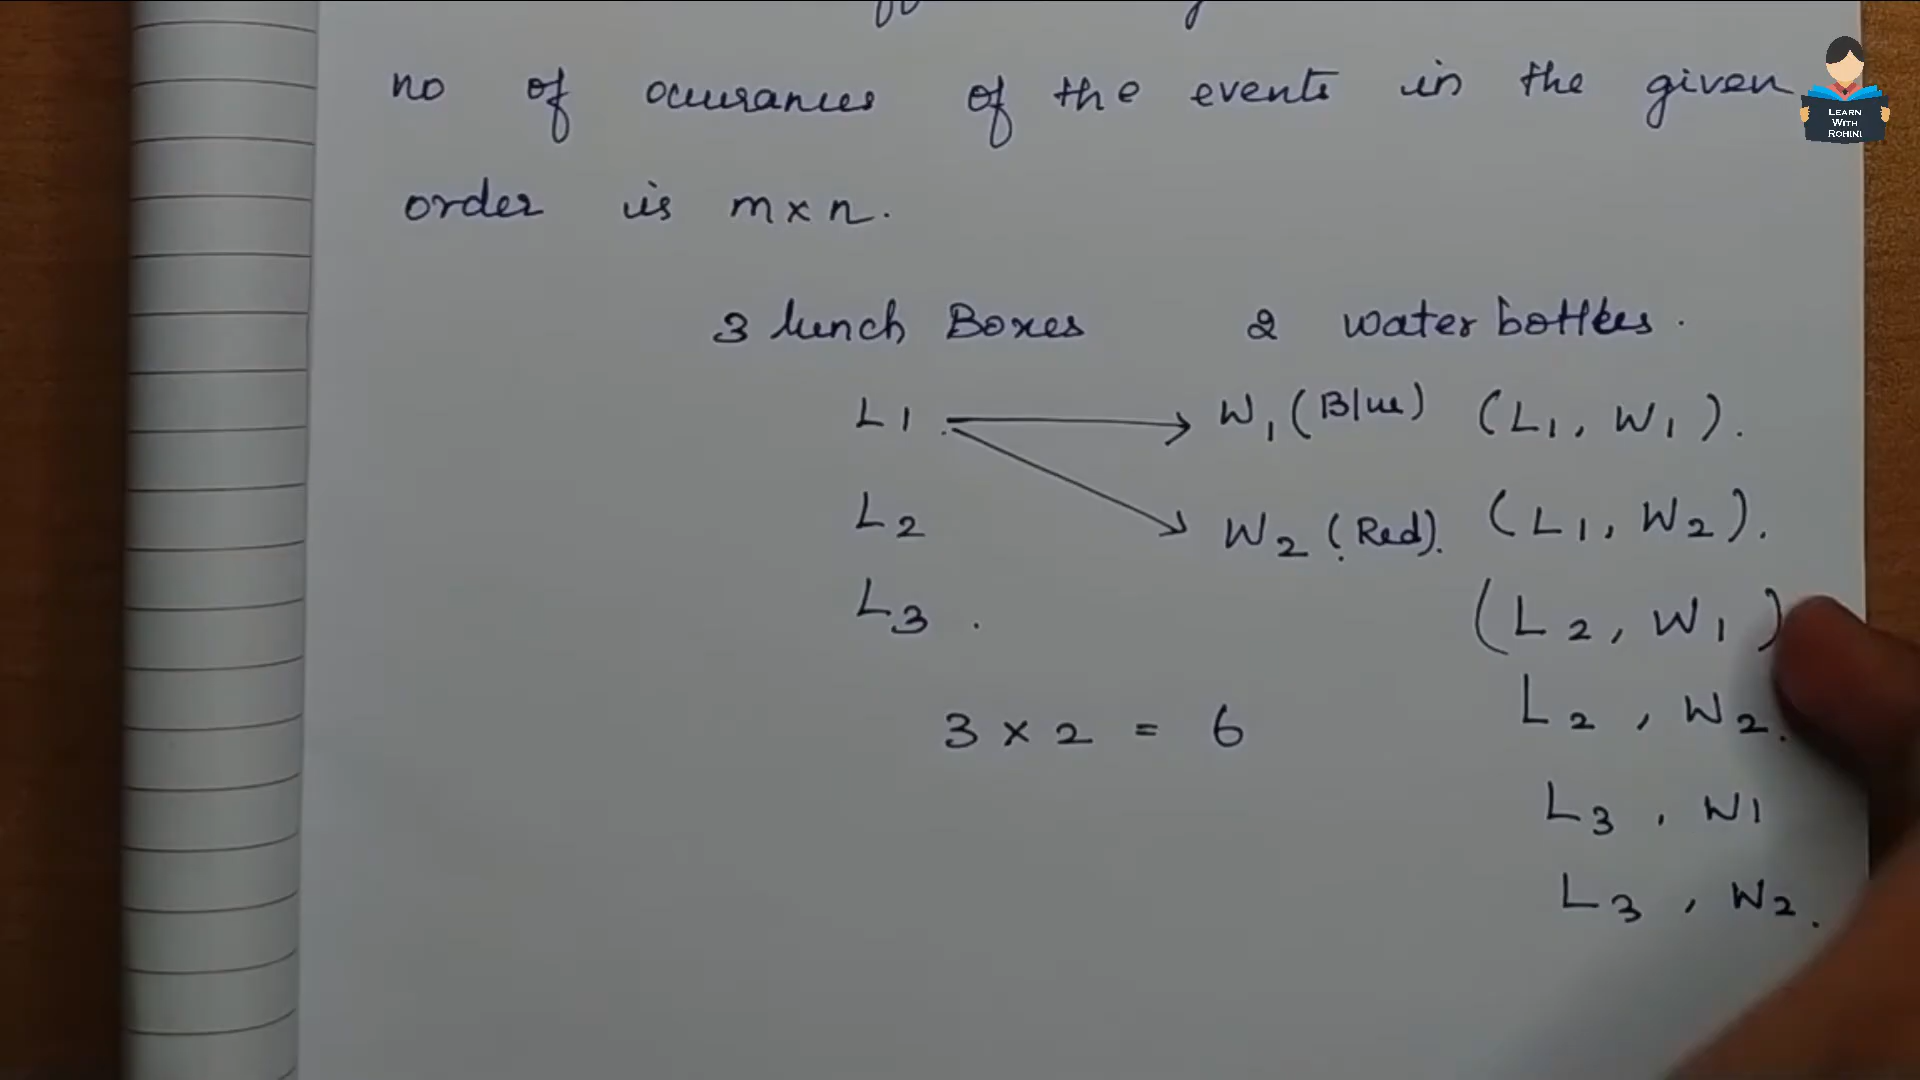 no of occurances of the events in the given
order is m×n.
3 lunch Boxes 2 water bottles.
L1 W1 (Blue) (L1, W1).
L2 W2 (Red). (L1, W2).
L3. (L2, W1)
L2, W2.
3 × 2 = 6
L3, W1
L3, W2.
LEARN
WITH
ROHINI